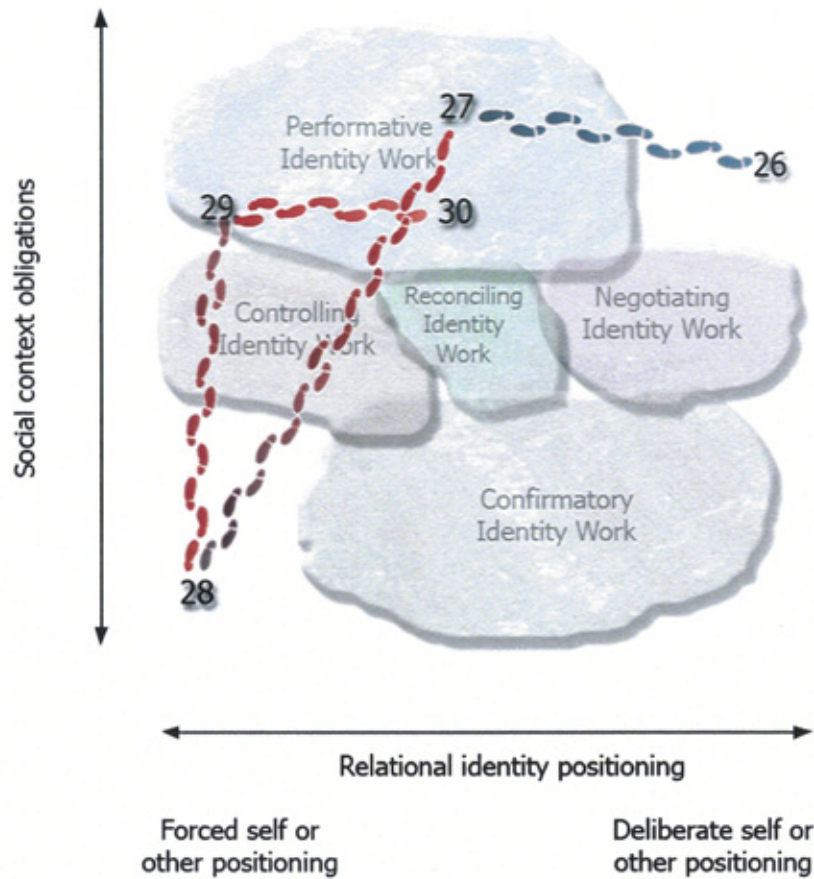 27
Performative
Identity Work
26
29
30
Controlling
Identity Work
Reconciling
Identity
Work
Negotiating
Identity Work
Social context obligations
Confirmatory
Identity Work
28
Relational identity positioning
Forced self or
other positioning
Deliberate self or
other positioning